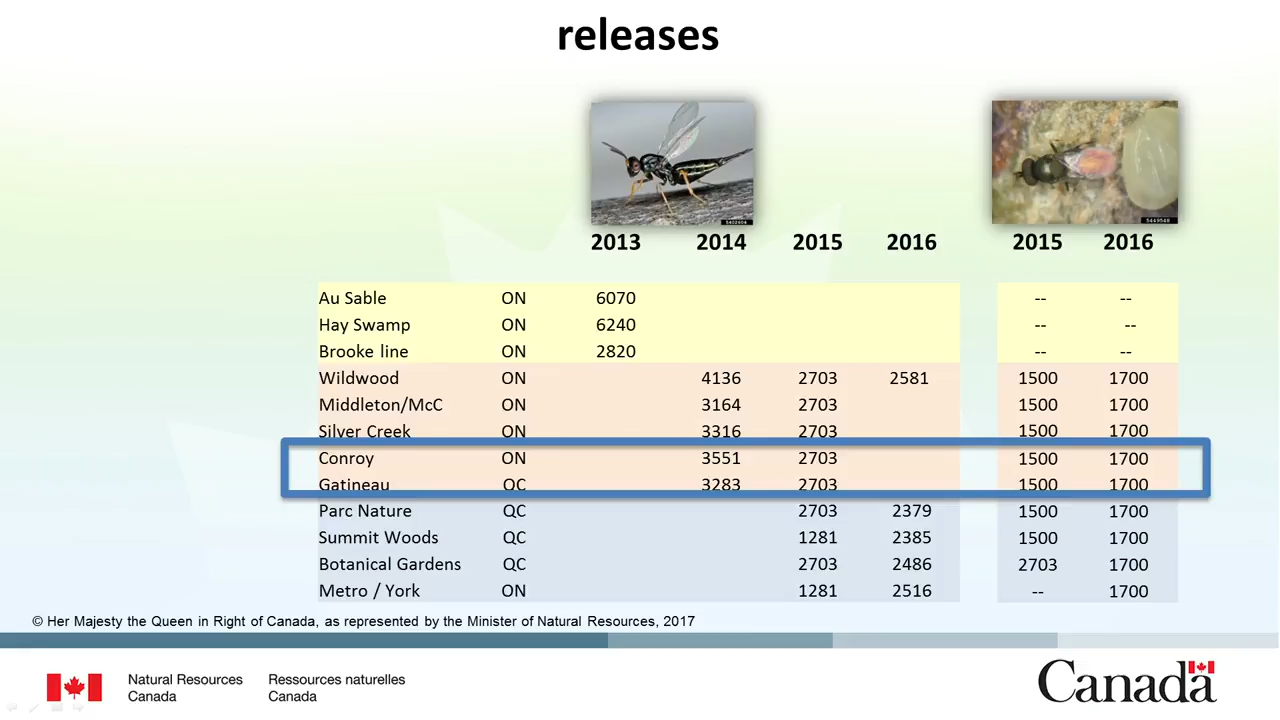 releases
5402604
5449548
2013 2014 2015 2016 2015 2016
Au Sable ON 6070 -- --
Hay Swamp ON 6240 -- --
Brooke line ON 2820 -- --
Wildwood ON 4136 2703 2581 1500 1700
Middleton/McC ON 3164 2703 1500 1700
Silver Creek ON 3316 2703 1500 1700
Conroy ON 3551 2703 1500 1700
Gatineau QC 3283 2703 1500 1700
Parc Nature QC 2703 2379 1500 1700
Summit Woods QC 1281 2385 1500 1700
Botanical Gardens QC 2703 2486 2703 1700
Metro / York ON 1281 2516 -- 1700
© Her Majesty the Queen in Right of Canada, as represented by the Minister of Natural Resources, 2017
Natural Resources Ressources naturelles
Canada Canada
Canada